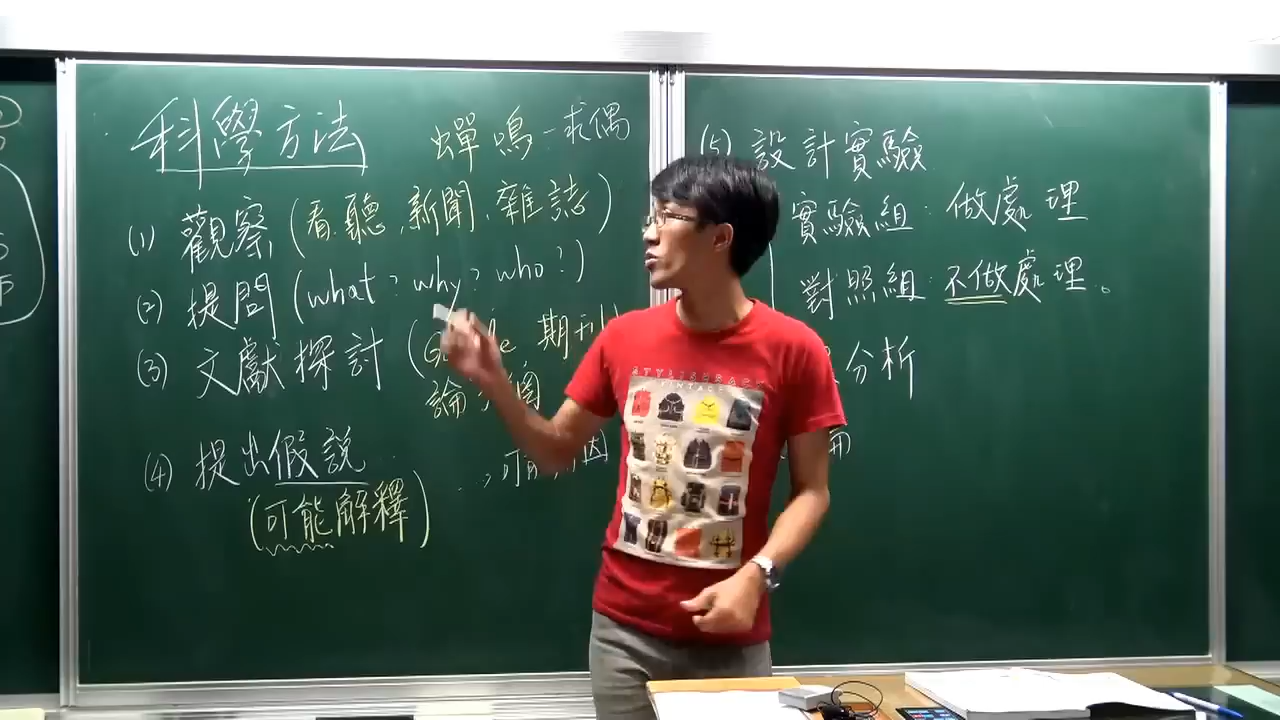 科學方法
蟬鳴-求偶
(1) 觀察(看.聽.新聞.雜誌)
(2) 提問(what?why?who?)
(3) 文獻探討(期刊
論
(4) 提出假說
(可能解釋)
因
(5) 設計實驗
實驗組:做處理
對照組:不做處理。
分析